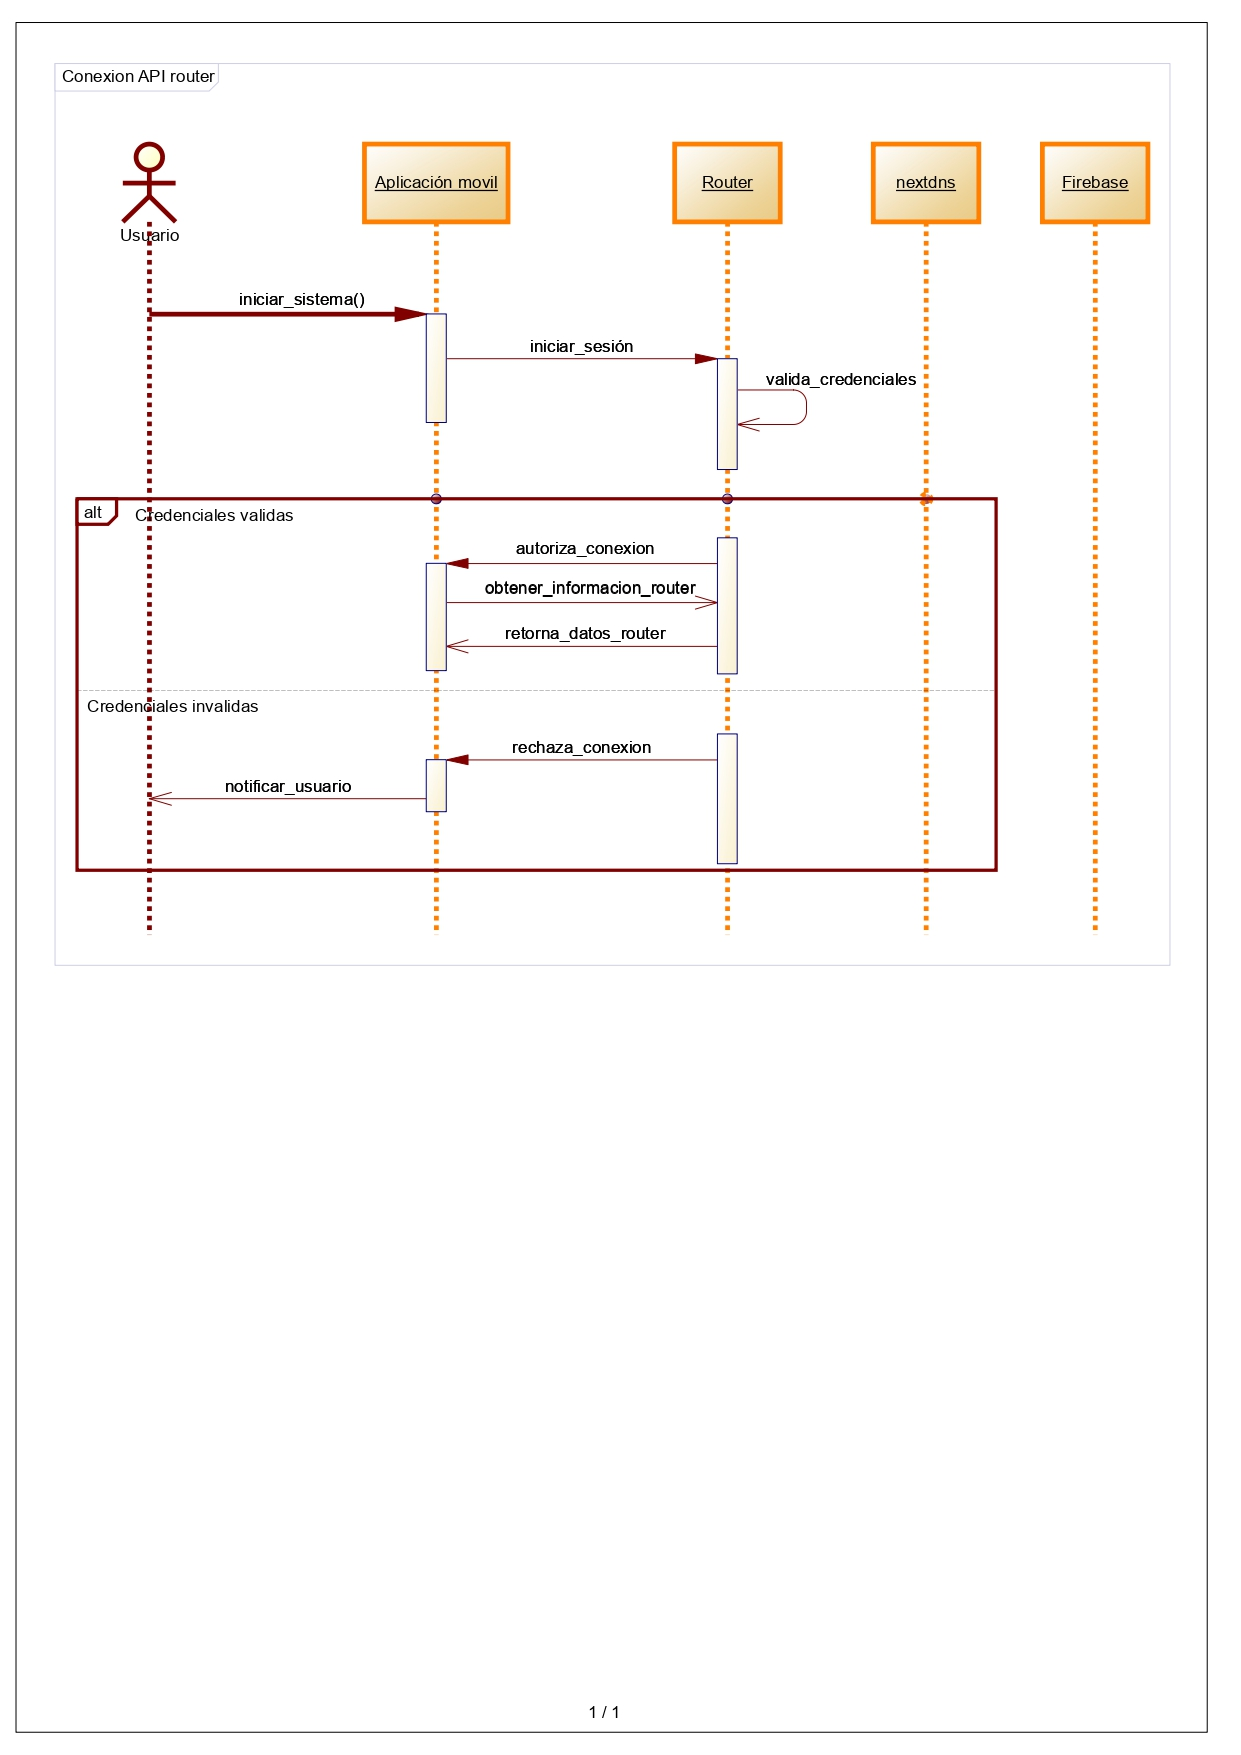 Conexion API router
Usuario
Aplicación movil
Router
nextdns
Firebase
iniciar_sistema()
iniciar_sesión
valida_credenciales
alt
Credenciales validas
autoriza_conexion
obtener_informacion_router
retorna_datos_router
Credenciales invalidas
rechaza_conexion
notificar_usuario
1 / 1